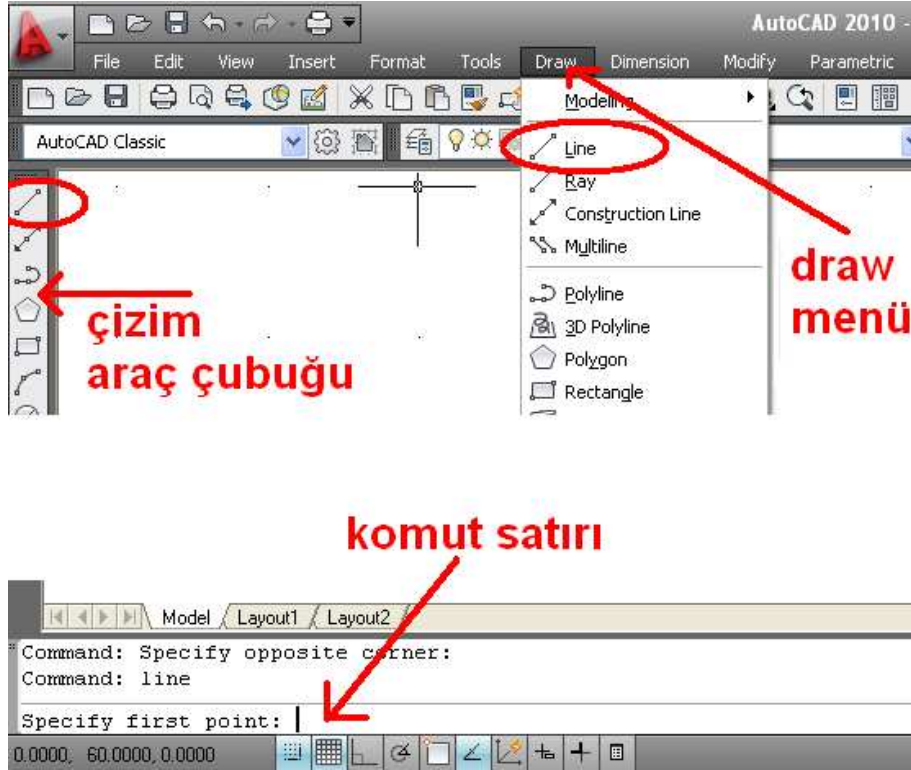 AutoCAD 2010 -
File Edit View Insert Format Tools Draw Dimension Modify Parametric
AutoCAD Classic
Modeling
Line
Ray
Construction Line
Multiline
Polyline
3D Polyline
Polygon
Rectangle
draw
menü
çizim
araç çubuğu
komut satırı
Model Layout1 Layout2
Command: Specify opposite corner:
Command: line
Specify first point:
0.0000, 60.0000, 0.0000